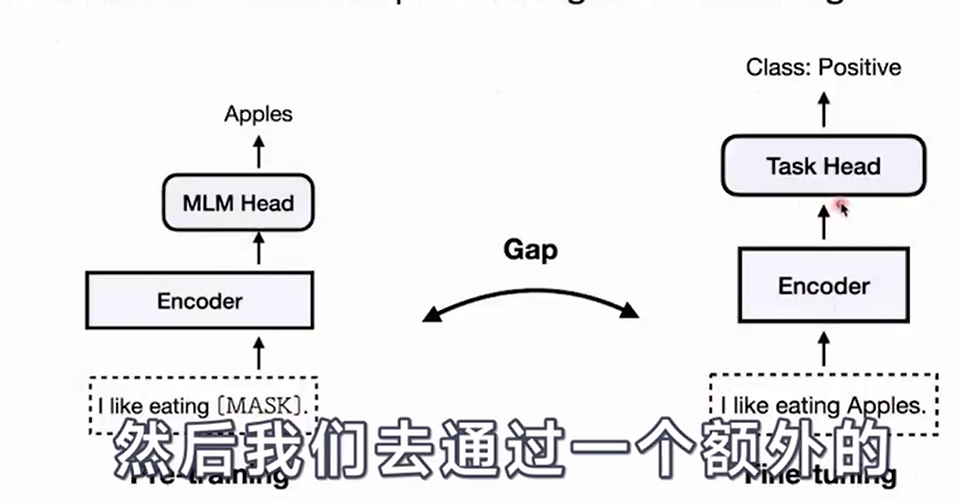 Class: Positive
Apples
Task Head
MLM Head
Gap
Encoder
Encoder
I like eating [MASK].
I like eating Apples.
然后我们去通过一个额外的
Pre-training
Fine-tuning